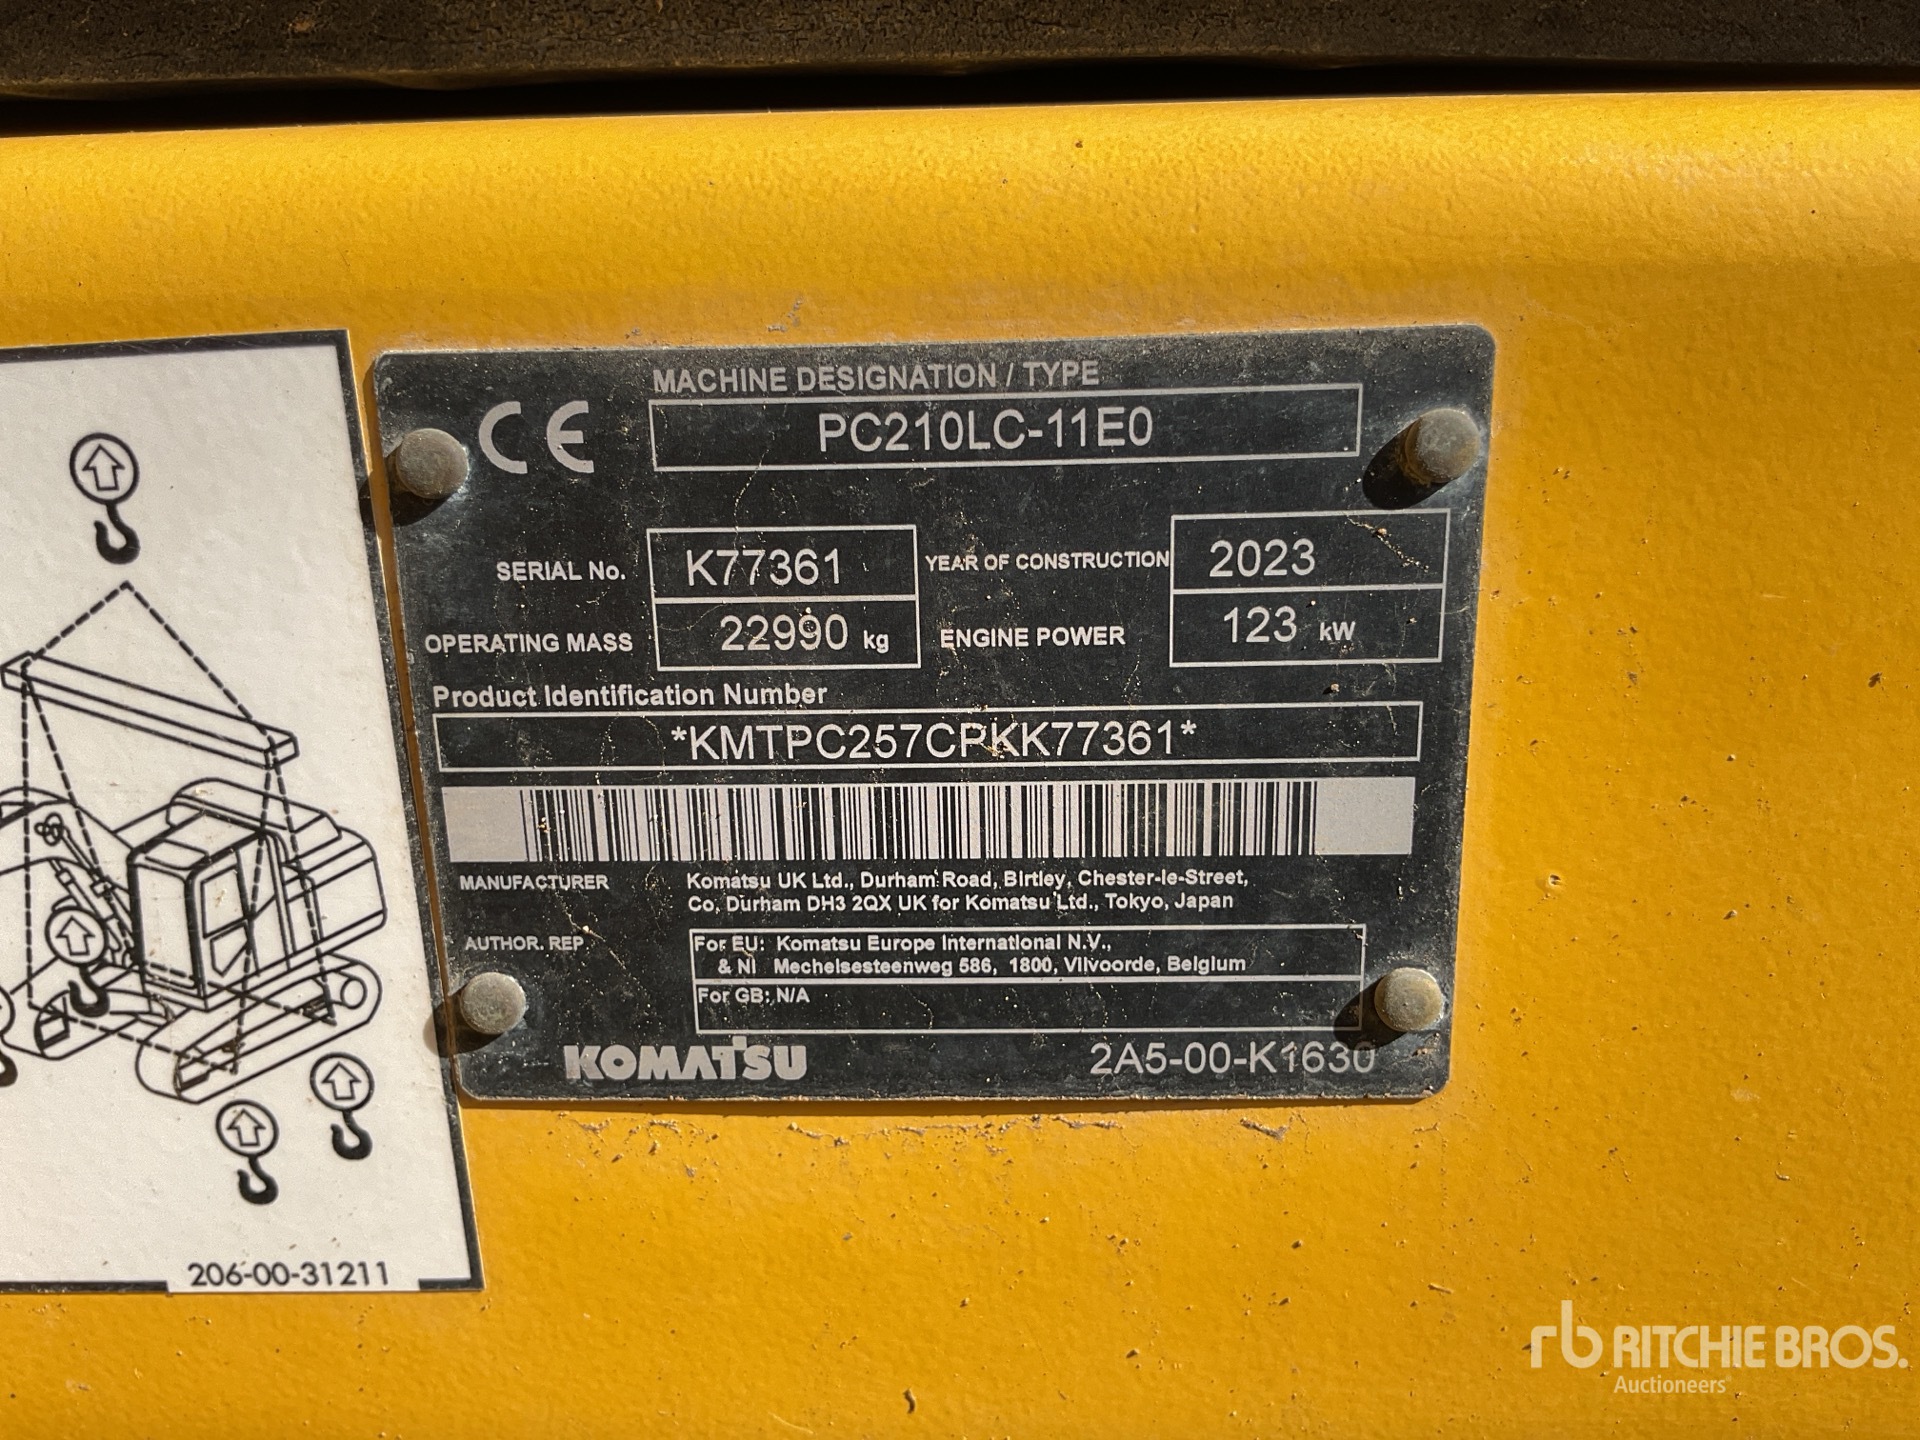 MACHINE DESIGNATION / TYPE
CE
PC210LC-11E0
SERIAL No. K77361 YEAR OF CONSTRUCTION 2023
OPERATING MASS 22990 kg ENGINE POWER 123 kW
Product Identification Number
*KMTPC257CPKK77361*
MANUFACTURER Komatsu UK Ltd., Durham Road, Birtley, Chester-le-Street,
Co. Durham DH3 2QX UK for Komatsu Ltd., Tokyo, Japan
AUTHOR. REP. For EU: Komatsu Europe International N.V.,
& NI Mechelsesteenweg 586, 1800, Vilvoorde, Belgium
For GB: N/A
KOMATSU 2A5-00-K1630
206-00-31211
rb RITCHIE BROS.
Auctioneers